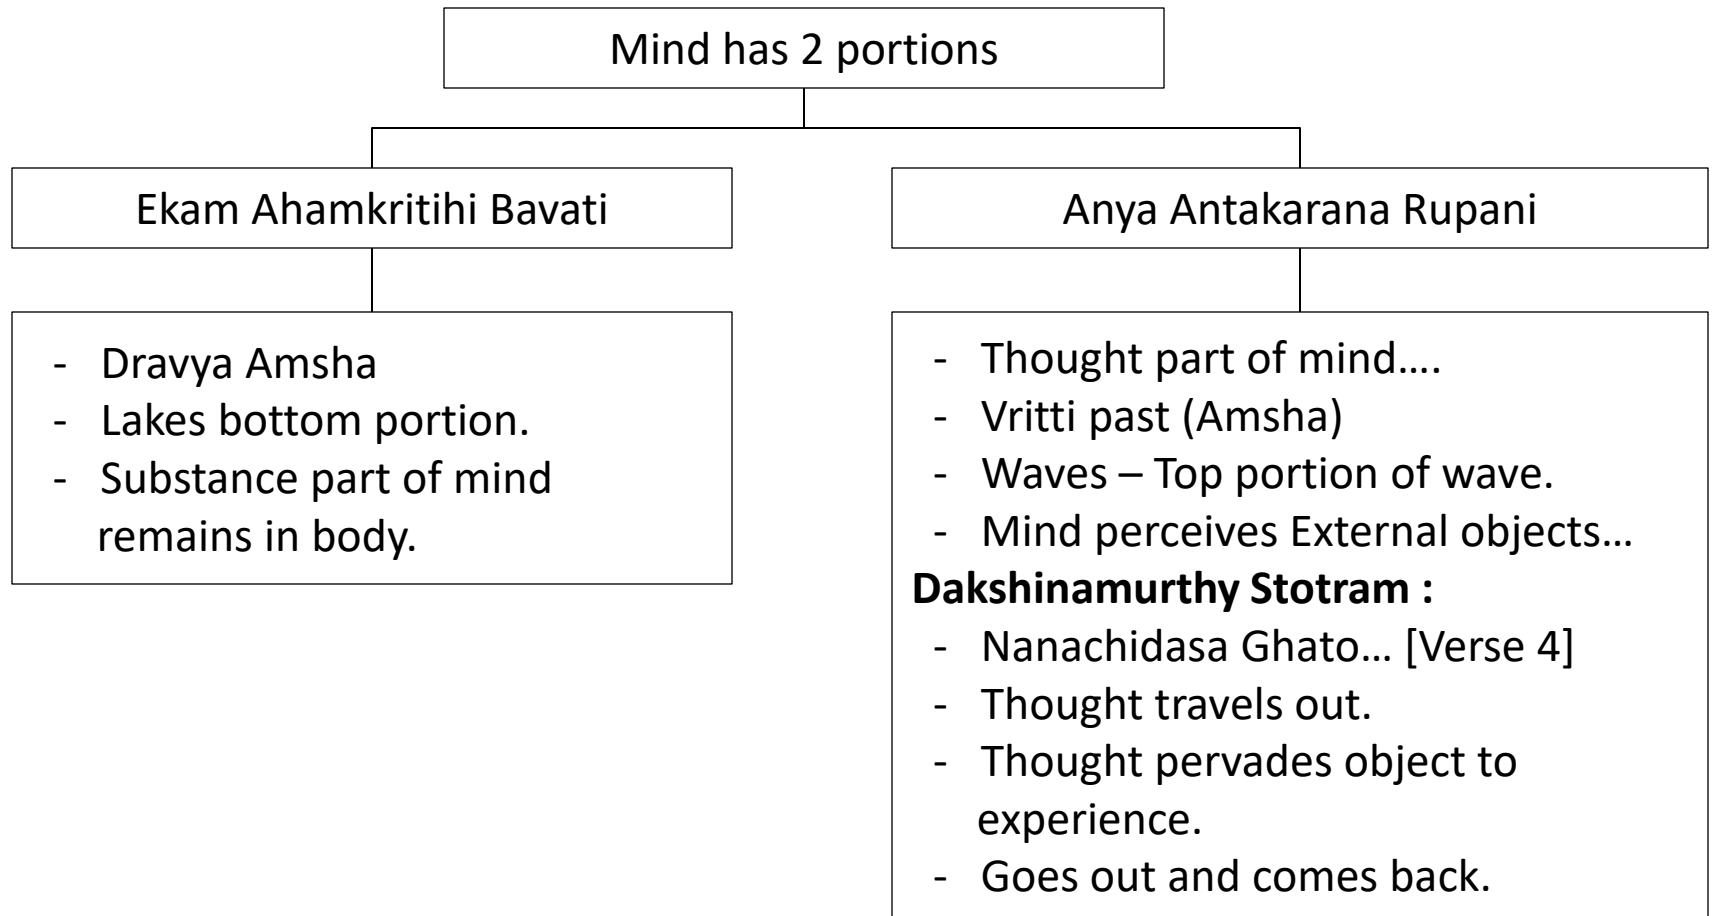 Mind has 2 portions
Ekam Ahamkritihi Bavati
- Dravya Amsha
- Lakes bottom portion.
- Substance part of mind
remains in body.
Anya Antakarana Rupani
- Thought part of mind….
- Vritti past (Amsha)
- Waves – Top portion of wave.
- Mind perceives External objects…
Dakshinamurthy Stotram :
- Nanachidasa Ghato… [Verse 4]
- Thought travels out.
- Thought pervades object to
experience.
- Goes out and comes back.